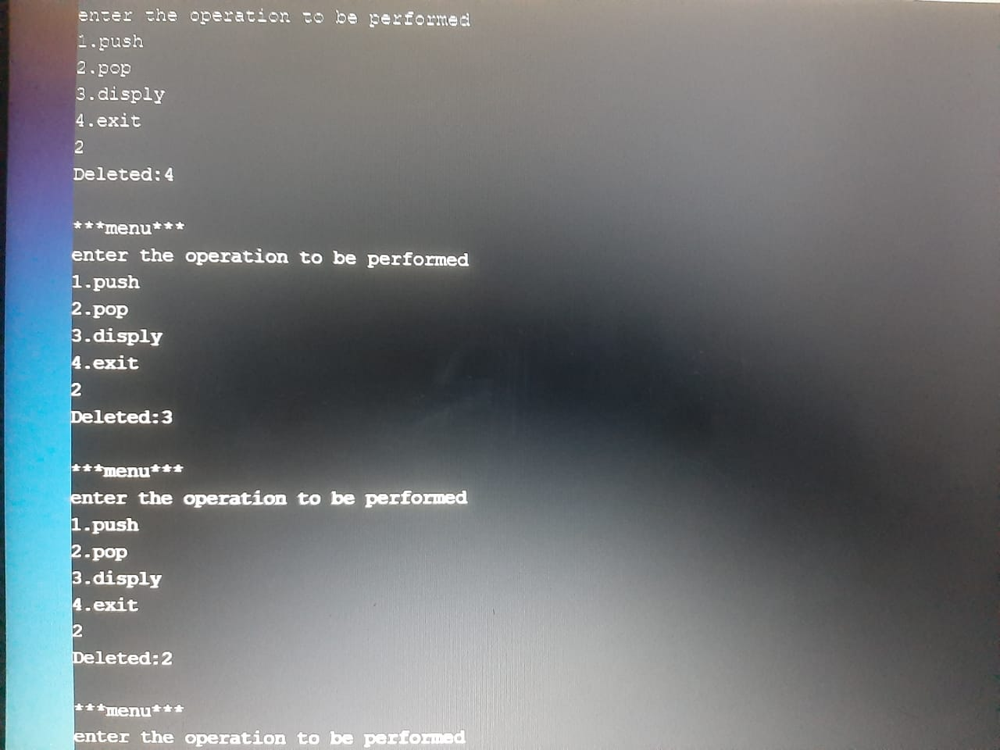 enter the operation to be performed
1.push
2.pop
3.disply
4.exit
2
Deleted:4
***menu***
enter the operation to be performed
1.push
2.pop
3.disply
4.exit
2
Deleted:3
***menu***
enter the operation to be performed
1.push
2.pop
3.disply
4.exit
2
Deleted:2
***menu***
enter the operation to be performed